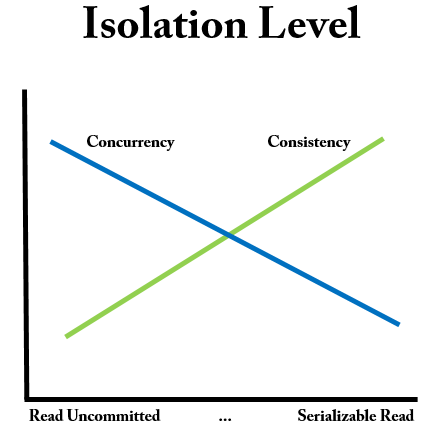 Isolation Level
Concurrency Consistency
Read Uncommitted ... Serializable Read